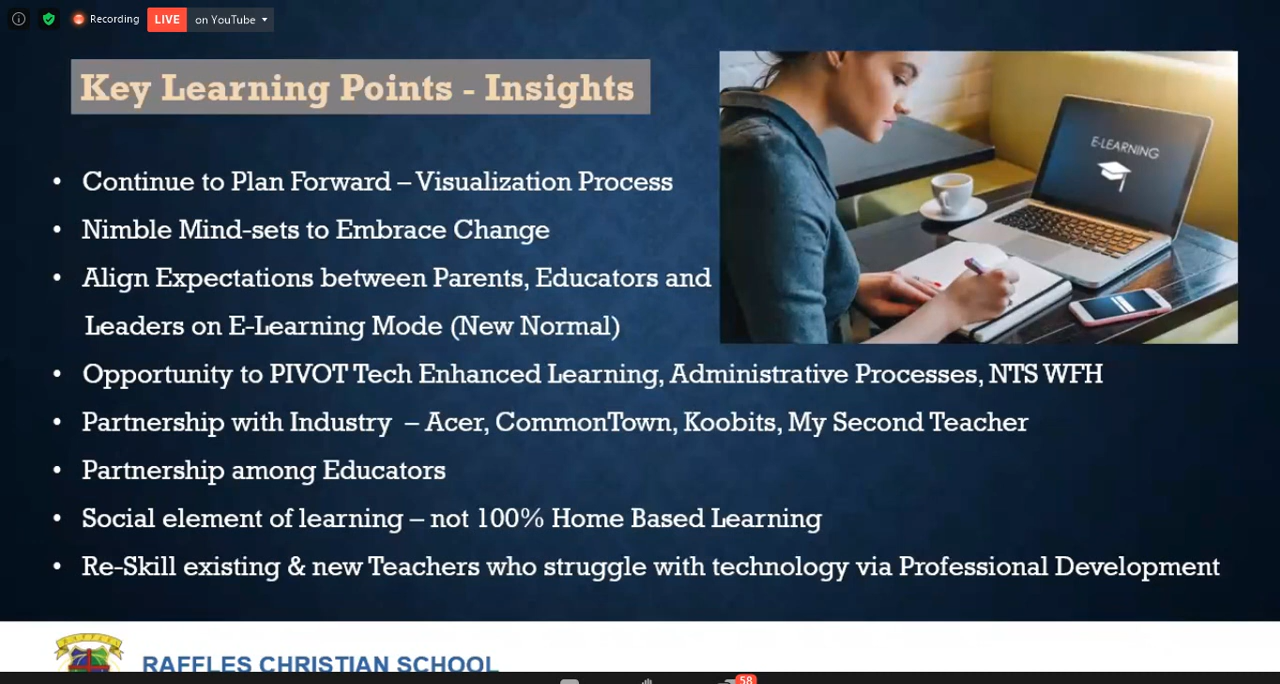 Recording
LIVE on YouTube
Key Learning Points - Insights
E-LEARNING
• Continue to Plan Forward – Visualization Process
• Nimble Mind-sets to Embrace Change
• Align Expectations between Parents, Educators and
Leaders on E-Learning Mode (New Normal)
• Opportunity to PIVOT Tech Enhanced Learning, Administrative Processes, NTS WFH
• Partnership with Industry – Acer, CommonTown, Koobits, My Second Teacher
• Partnership among Educators
• Social element of learning – not 100% Home Based Learning
• Re-Skill existing & new Teachers who struggle with technology via Professional Development
RAFFLES CHRISTIAN SCHOOL
58